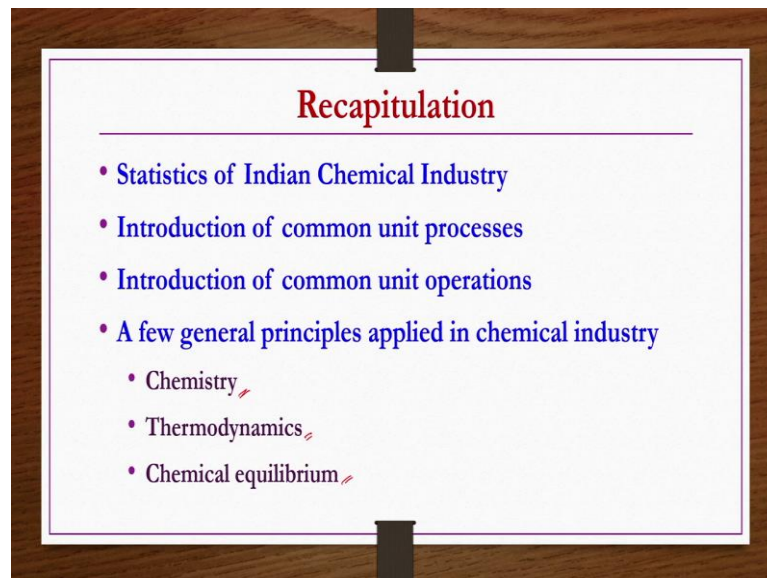 Recapitulation
• Statistics of Indian Chemical Industry
• Introduction of common unit processes
• Introduction of common unit operations
• A few general principles applied in chemical industry
• Chemistry
• Thermodynamics
• Chemical equilibrium